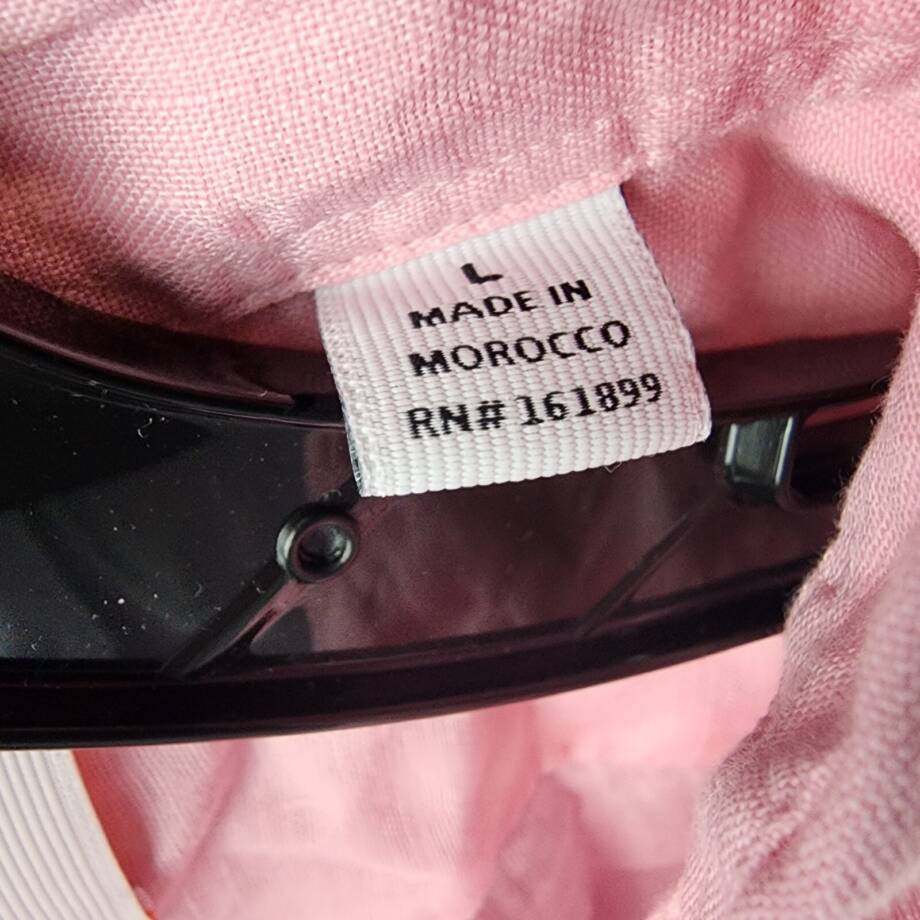 L
MADE IN
MOROCCO
RN# 161899